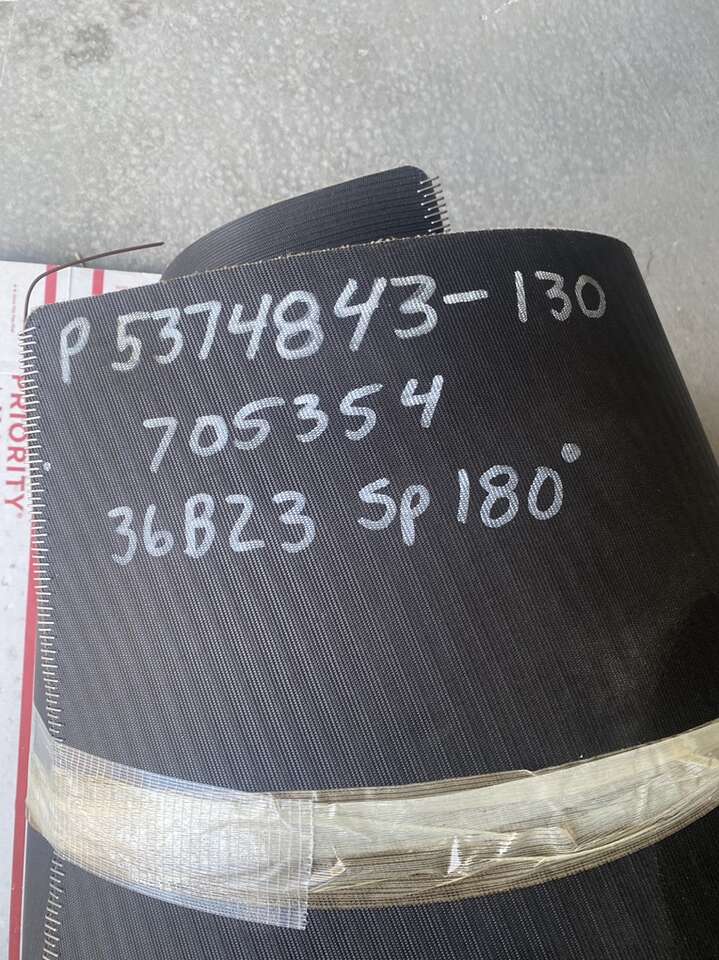 P 5374843-130
705354
36B23 Sp 180°
PRIORITY